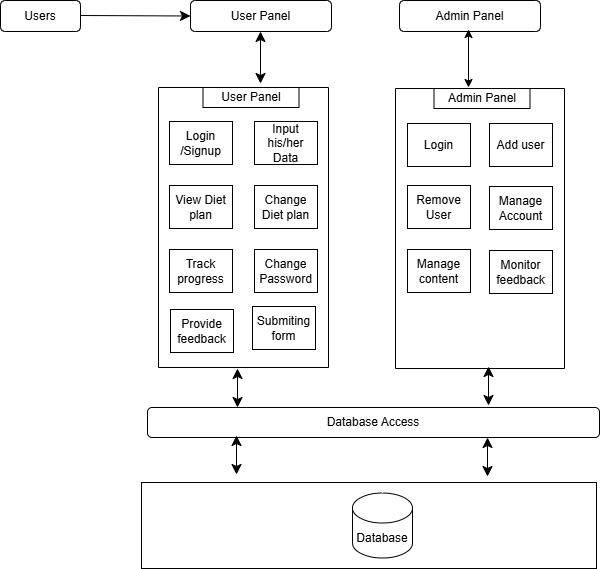 Users
User Panel
Admin Panel
User Panel
Login
/Signup
Input
his/her
Data
View Diet
plan
Change
Diet plan
Track
progress
Change
Password
Provide
feedback
Submiting
form
Admin Panel
Login
Add user
Remove
User
Manage
Account
Manage
content
Monitor
feedback
Database Access
Database